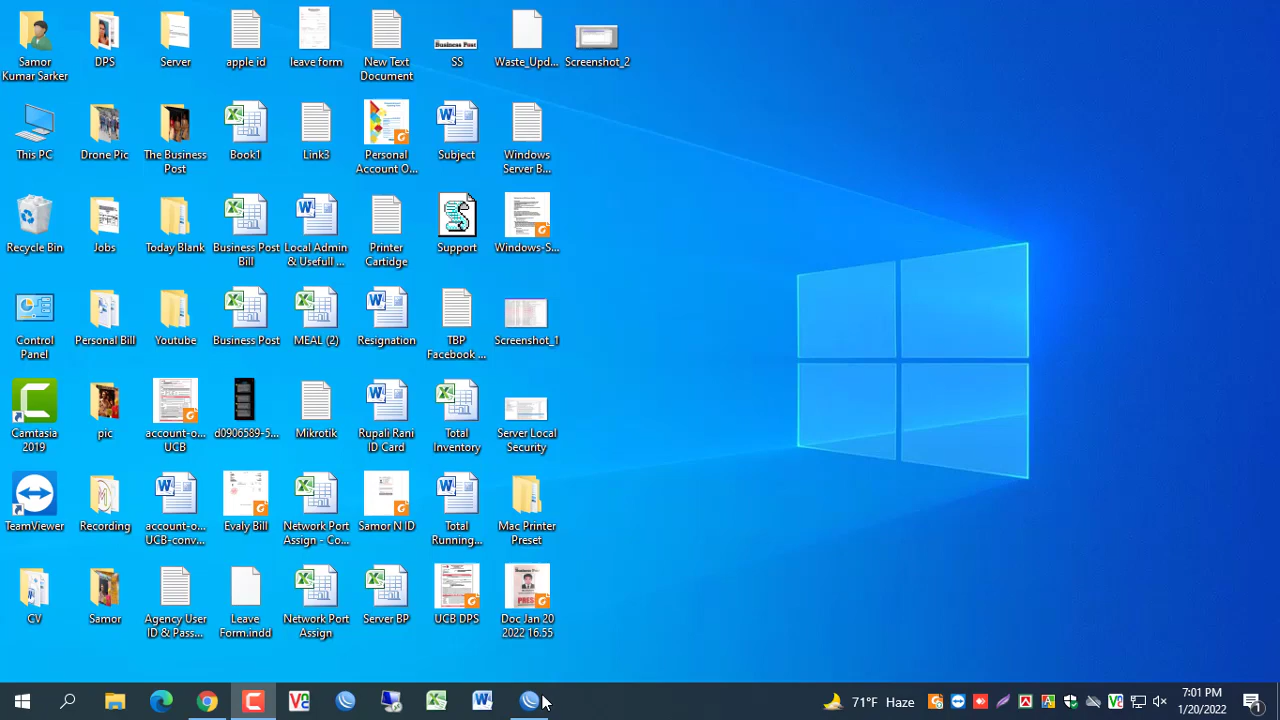 Samor
Kumar Sarker
DPS
Server
apple id
leave form
New Text
Document
Business Post
SS
Waste_Upd...
Screenshot_2
This PC
Drone Pic
The Business
Post
Book1
Link3
Personal
Account O...
Subject
Windows
Server B...
Recycle Bin
Jobs
Today Blank
Business Post
Bill
Local Admin
& Usefull ...
Printer
Cartidge
Support
Windows-S...
Control
Panel
Personal Bill
Youtube
Business Post
MEAL (2)
Resignation
TBP
Facebook ...
Screenshot_1
Camtasia
2019
pic
account-o...
UCB
d0906589-5...
Mikrotik
Rupali Rani
ID Card
Total
Inventory
Server Local
Security
TeamViewer
Recording
account-o...
UCB-conv...
Evaly Bill
Network Port
Assign - Co...
Samor N ID
Total
Running...
Mac Printer
Preset
CV
Samor
Agency User
ID & Pass...
Leave
Form.indd
Network Port
Assign
Server BP
UCB DPS
Doc Jan 20
2022 16.55
71°F Haze
7:01 PM
1/20/2022
1